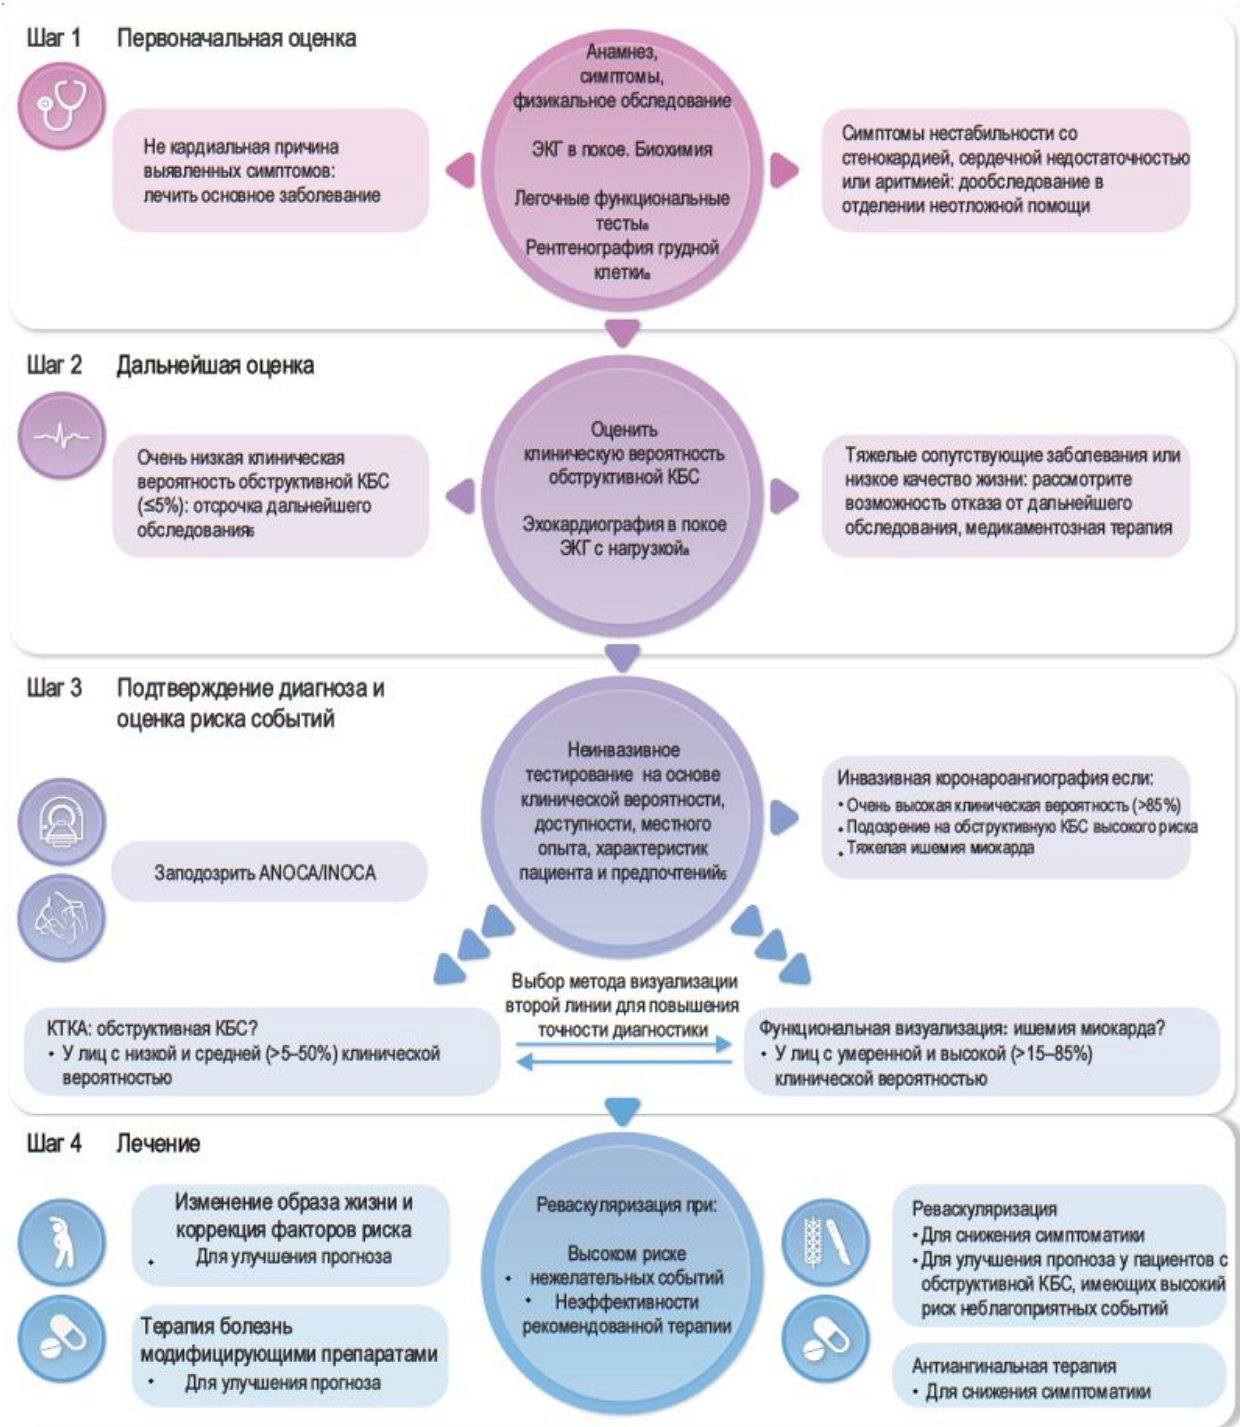 Шаг 1 Первоначальная оценка
Не кардиальная причина
выявленных симптомов:
лечить основное заболевание
Анамнез,
симптомы,
физикальное обследование
ЭКГ в покое. Биохимия
Легочные функциональные
тестыа
Рентгенография грудной
клеткиа
Симптомы нестабильности со
стенокардией, сердечной недостаточностью
или аритмией: дообследование в
отделении неотложной помощи
Шаг 2 Дальнейшая оценка
Очень низкая клиническая
вероятность обструктивной КБС
(≤5%): отсрочка дальнейшего
обследованияб
Оценить
клиническую вероятность
обструктивной КБС
Эхокардиография в покое
ЭКГ с нагрузкойа
Тяжелые сопутствующие заболевания или
низкое качество жизни: рассмотрите
возможность отказа от дальнейшего
обследования, медикаментозная терапия
Шаг 3 Подтверждение диагноза и
оценка риска событий
Заподозрить ANOCA/INOCA
Неинвазивное
тестирование на основе
клинической вероятности,
доступности, местного
опыта, характеристик
пациента и предпочтенийб
Инвазивная коронароангиография если:
• Очень высокая клиническая вероятность (>85%)
• Подозрение на обструктивную КБС высокого риска
• Тяжелая ишемия миокарда
Выбор метода визуализации
второй линии для повышения
точности диагностики
КТКА: обструктивная КБС?
• У лиц с низкой и средней (>5–50%) клинической
вероятностью
Функциональная визуализация: ишемия миокарда?
• У лиц с умеренной и высокой (>15–85%)
клинической вероятностью
Шаг 4 Лечение
Изменение образа жизни и
коррекция факторов риска
• Для улучшения прогноза
Терапия болезнь
модифицирующими препаратами
• Для улучшения прогноза
Реваскуляризация при:
Высоком риске
• нежелательных событий
• Неэффективности
рекомендованной терапии
Реваскуляризация
• Для снижения симптоматики
• Для улучшения прогноза у пациентов с
обструктивной КБС, имеющих высокий
риск неблагоприятных событий
Антиангинальная терапия
• Для снижения симптоматики